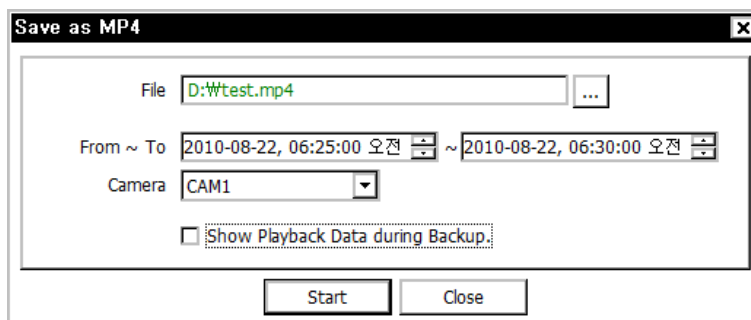 Save as MP4
File D:₩test.mp4 ...
From ~ To 2010-08-22, 06:25:00 오전 ~ 2010-08-22, 06:30:00 오전
Camera CAM1
Show Playback Data during Backup.
Start Close